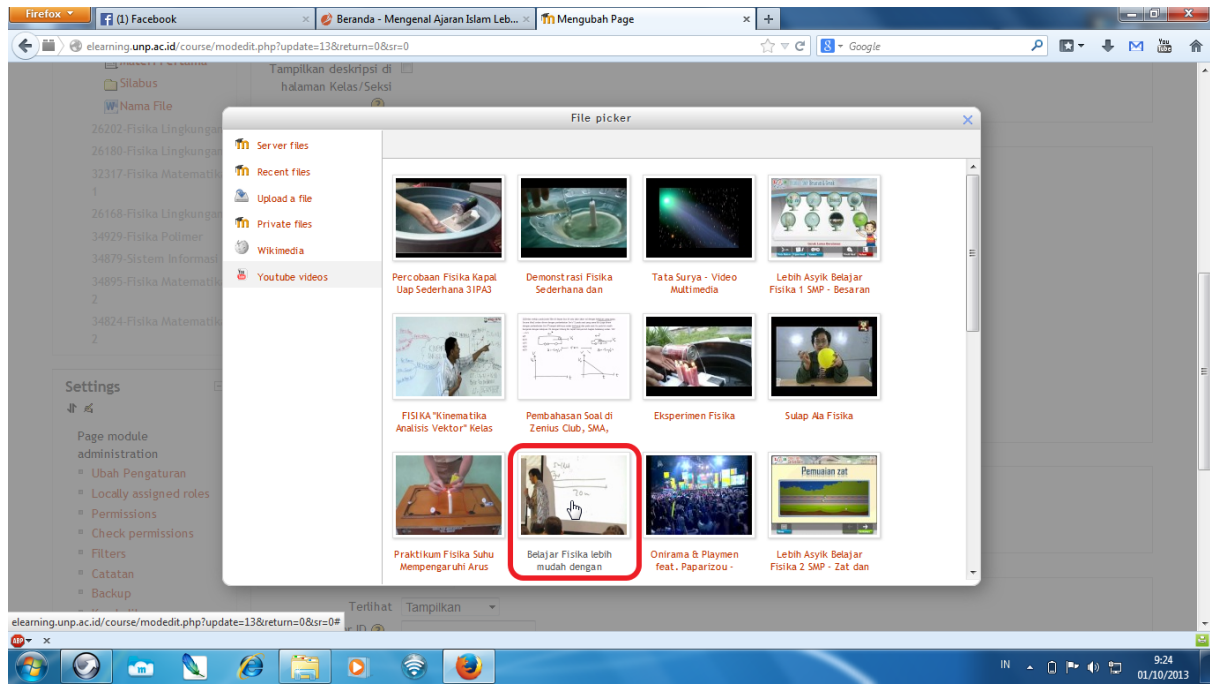 Firefox
(1) Facebook
Beranda - Mengenal Ajaran Islam Leb...
Mengubah Page
elearning.unp.ac.id/course/modedit.php?update=13&return=0&sr=0
Google
You
Tube
Materi Pertama
Silabus
Nama File
26202-Fisika Lingkungan
26180-Fisika Lingkungan
32317-Fisika Matematik
1
26168-Fisika Lingkungan
34929-Fisika Polimer
34879-Sistem Informasi
34895-Fisika Matematik
2
34824-Fisika Matematik
2
Settings
Page module
administration
Ubah Pengaturan
Locally assigned roles
Permissions
Check permissions
Filters
Catatan
Backup
Tampilkan deskripsi di
halaman Kelas/Seksi
File picker
Server files
Recent files
Upload a file
Private files
Wikimedia
Youtube videos
Percobaan Fisika Kapal
Uap Sederhana 3IPA3
Demonstrasi Fisika
Sederhana dan
Tata Surya - Video
Multimedia
Lebih Asyik Belajar
Fisika 1 SMP - Besaran
FISIKA "Kinematika
Analisis Vektor" Kelas
Pembahasan Soal di
Zenius Club, SMA,
Eksperimen Fisika
Sulap Ala Fisika
Pemuaian zat
Praktikum Fisika Suhu
Mempengaruhi Arus
Belajar Fisika lebih
mudah dengan
Onirama & Playmen
feat. Paparizou -
Lebih Asyik Belajar
Fisika 2 SMP - Zat dan
Terlihat
Tampilkan
elearning.unp.ac.id/course/modedit.php?update=13&return=0&sr=0#
ABP
IN
9:24
01/10/2013